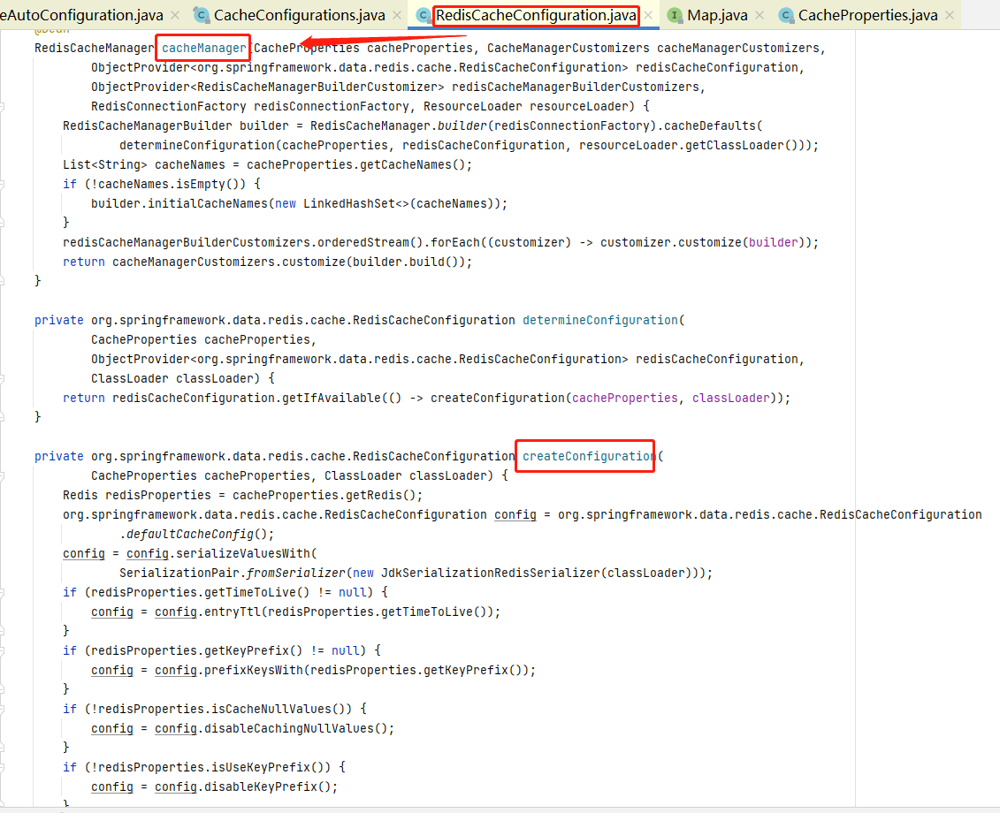 eAutoConfiguration.java × CacheConfigurations.java × RedisCacheConfiguration.java × Map.java × CacheProperties.java ×
@Bean
RedisCacheManager cacheManager(CacheProperties cacheProperties, CacheManagerCustomizers cacheManagerCustomizers,
ObjectProvider<org.springframework.data.redis.cache.RedisCacheConfiguration> redisCacheConfiguration,
ObjectProvider<RedisCacheManagerBuilderCustomizer> redisCacheManagerBuilderCustomizers,
RedisConnectionFactory redisConnectionFactory, ResourceLoader resourceLoader) {
RedisCacheManagerBuilder builder = RedisCacheManager.builder(redisConnectionFactory).cacheDefaults(
determineConfiguration(cacheProperties, redisCacheConfiguration, resourceLoader.getClassLoader()));
List<String> cacheNames = cacheProperties.getCacheNames();
if (!cacheNames.isEmpty()) {
builder.initialCacheNames(new LinkedHashSet<>(cacheNames));
}
redisCacheManagerBuilderCustomizers.orderedStream().forEach((customizer) -> customizer.customize(builder));
return cacheManagerCustomizers.customize(builder.build());
}
private org.springframework.data.redis.cache.RedisCacheConfiguration determineConfiguration(
CacheProperties cacheProperties,
ObjectProvider<org.springframework.data.redis.cache.RedisCacheConfiguration> redisCacheConfiguration,
ClassLoader classLoader) {
return redisCacheConfiguration.getIfAvailable(() -> createConfiguration(cacheProperties, classLoader));
}
private org.springframework.data.redis.cache.RedisCacheConfiguration createConfiguration(
CacheProperties cacheProperties, ClassLoader classLoader) {
Redis redisProperties = cacheProperties.getRedis();
org.springframework.data.redis.cache.RedisCacheConfiguration config = org.springframework.data.redis.cache.RedisCacheConfiguration
.defaultCacheConfig();
config = config.serializeValuesWith(
SerializationPair.fromSerializer(new JdkSerializationRedisSerializer(classLoader)));
if (redisProperties.getTimeToLive() != null) {
config = config.entryTtl(redisProperties.getTimeToLive());
}
if (redisProperties.getKeyPrefix() != null) {
config = config.prefixKeysWith(redisProperties.getKeyPrefix());
}
if (!redisProperties.isCacheNullValues()) {
config = config.disableCachingNullValues();
}
if (!redisProperties.isUseKeyPrefix()) {
config = config.disableKeyPrefix();
}